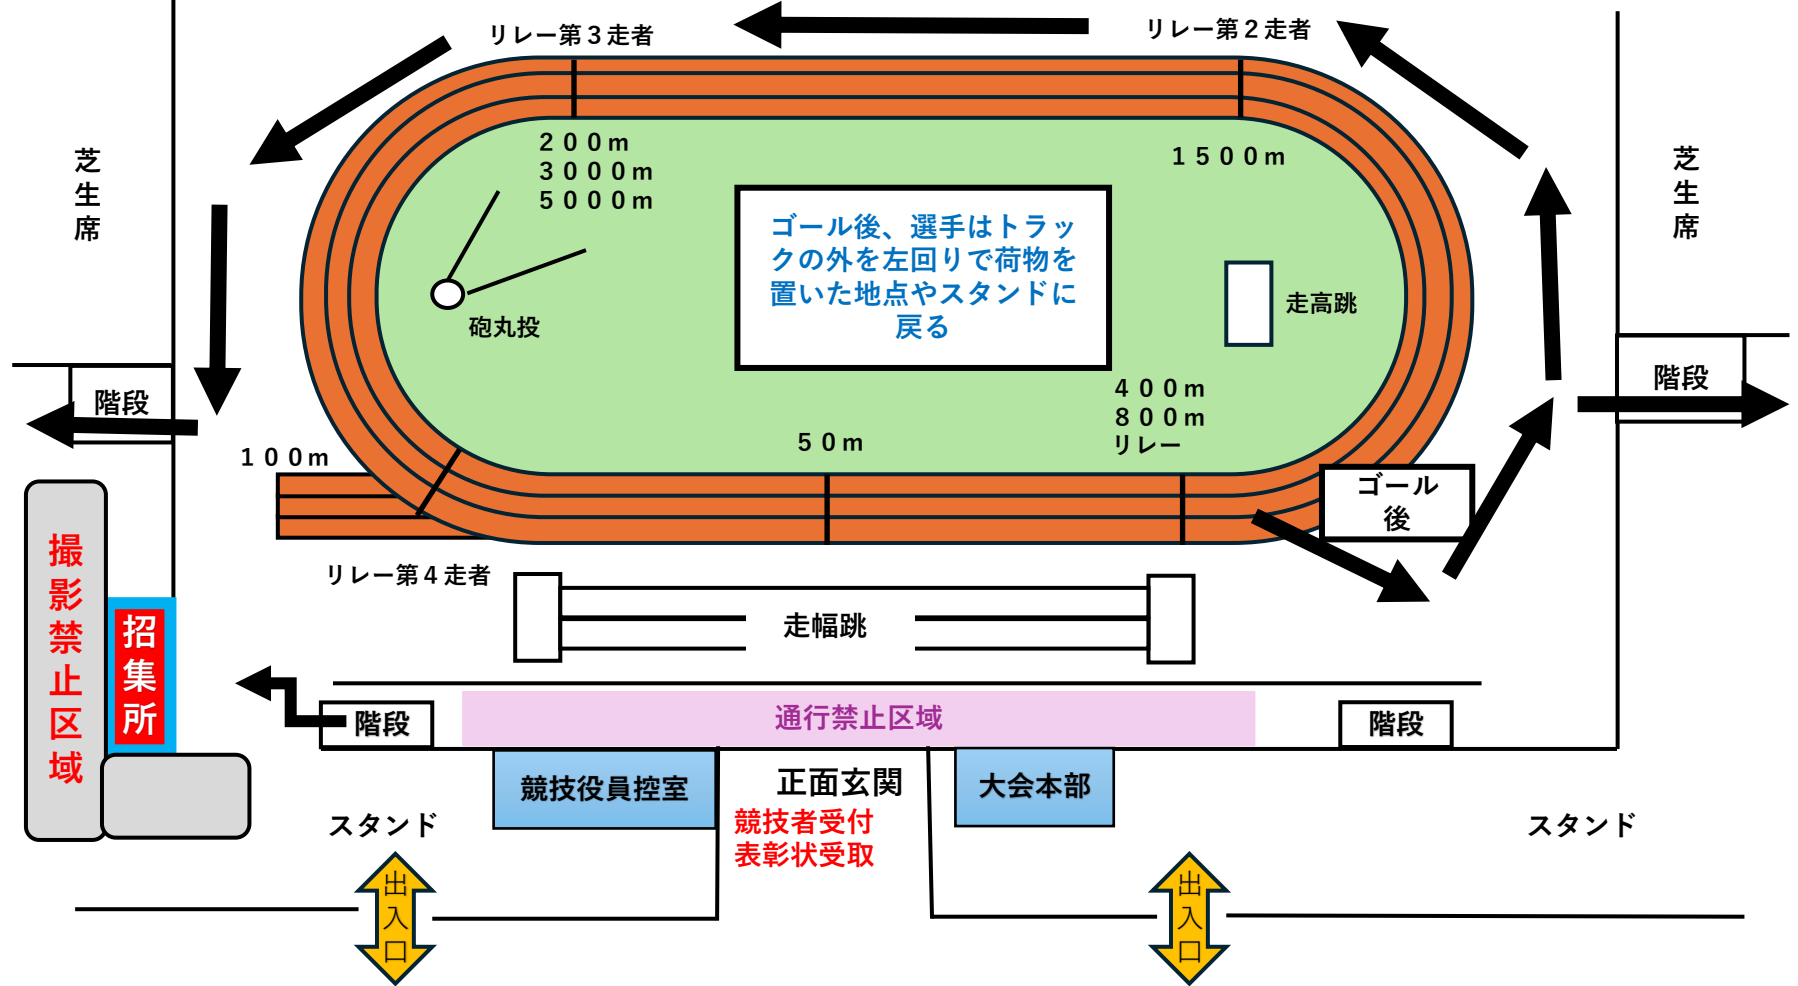 リレー第３走者
リレー第２走者
芝生席
芝生席
２００ｍ
３０００ｍ
５０００ｍ
１５００ｍ
ゴール後、選手はトラッ
クの外を左回りで荷物を
置いた地点やスタンドに
戻る
砲丸投
走高跳
階段
階段
４００ｍ
８００ｍ
リレー
５０ｍ
１００ｍ
ゴール
後
撮影禁止区域
招集所
リレー第４走者
走幅跳
階段
通行禁止区域
階段
競技役員控室
正面玄関
大会本部
競技者受付
表彰状受取
スタンド
スタンド
出入口
出入口